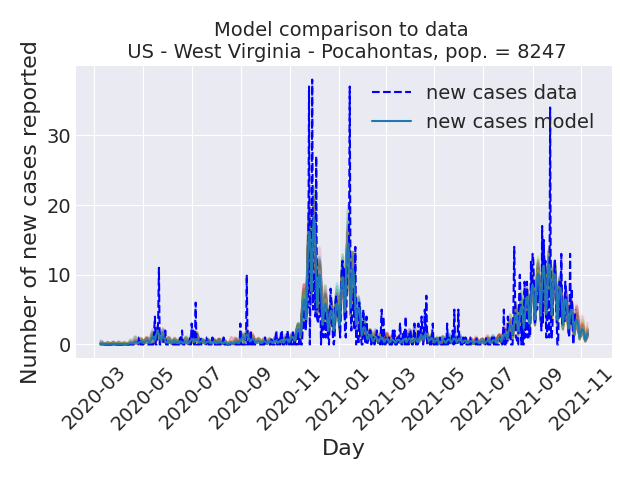 Model comparison to data
US - West Virginia - Pocahontas, pop. = 8247
Number of new cases reported
30
20
10
0
new cases data
new cases model
2020-03
2020-05
2020-07
2020-09
2020-11
2021-01
2021-03
2021-05
2021-07
2021-09
2021-11
Day